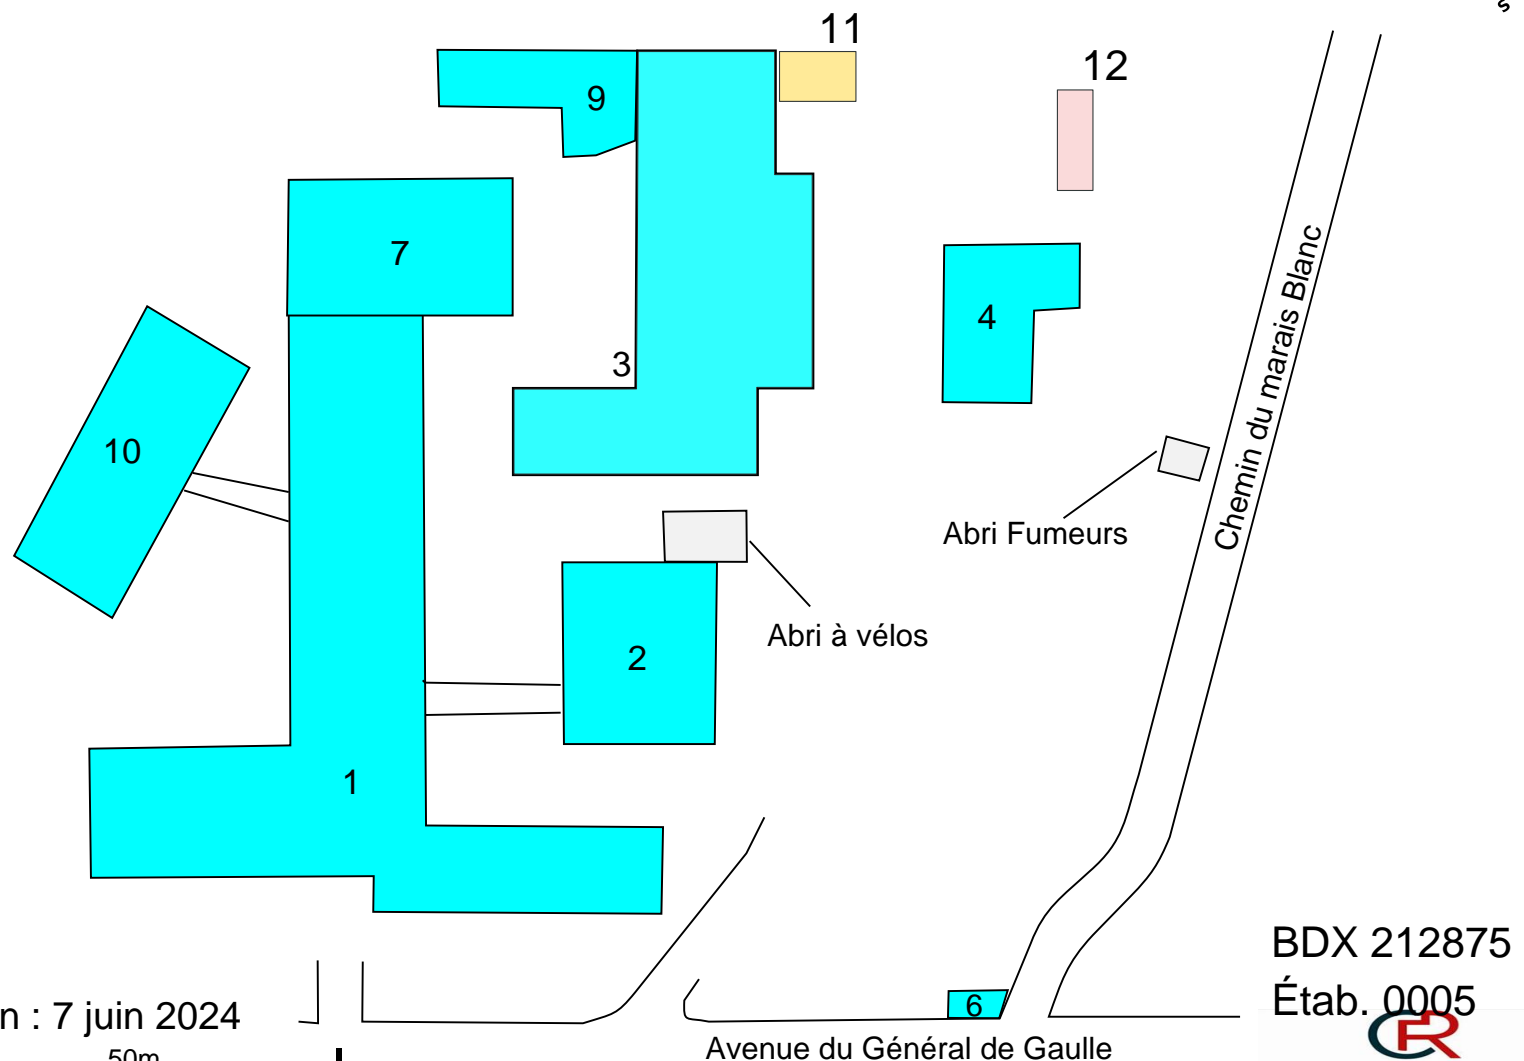 11
12
9
7
4
3
10
Chemin du marais Blanc
Abri Fumeurs
Abri à vélos
2
1
BDX 212875
Étab. 0005
6
n : 7 juin 2024
50m
Avenue du Général de Gaulle